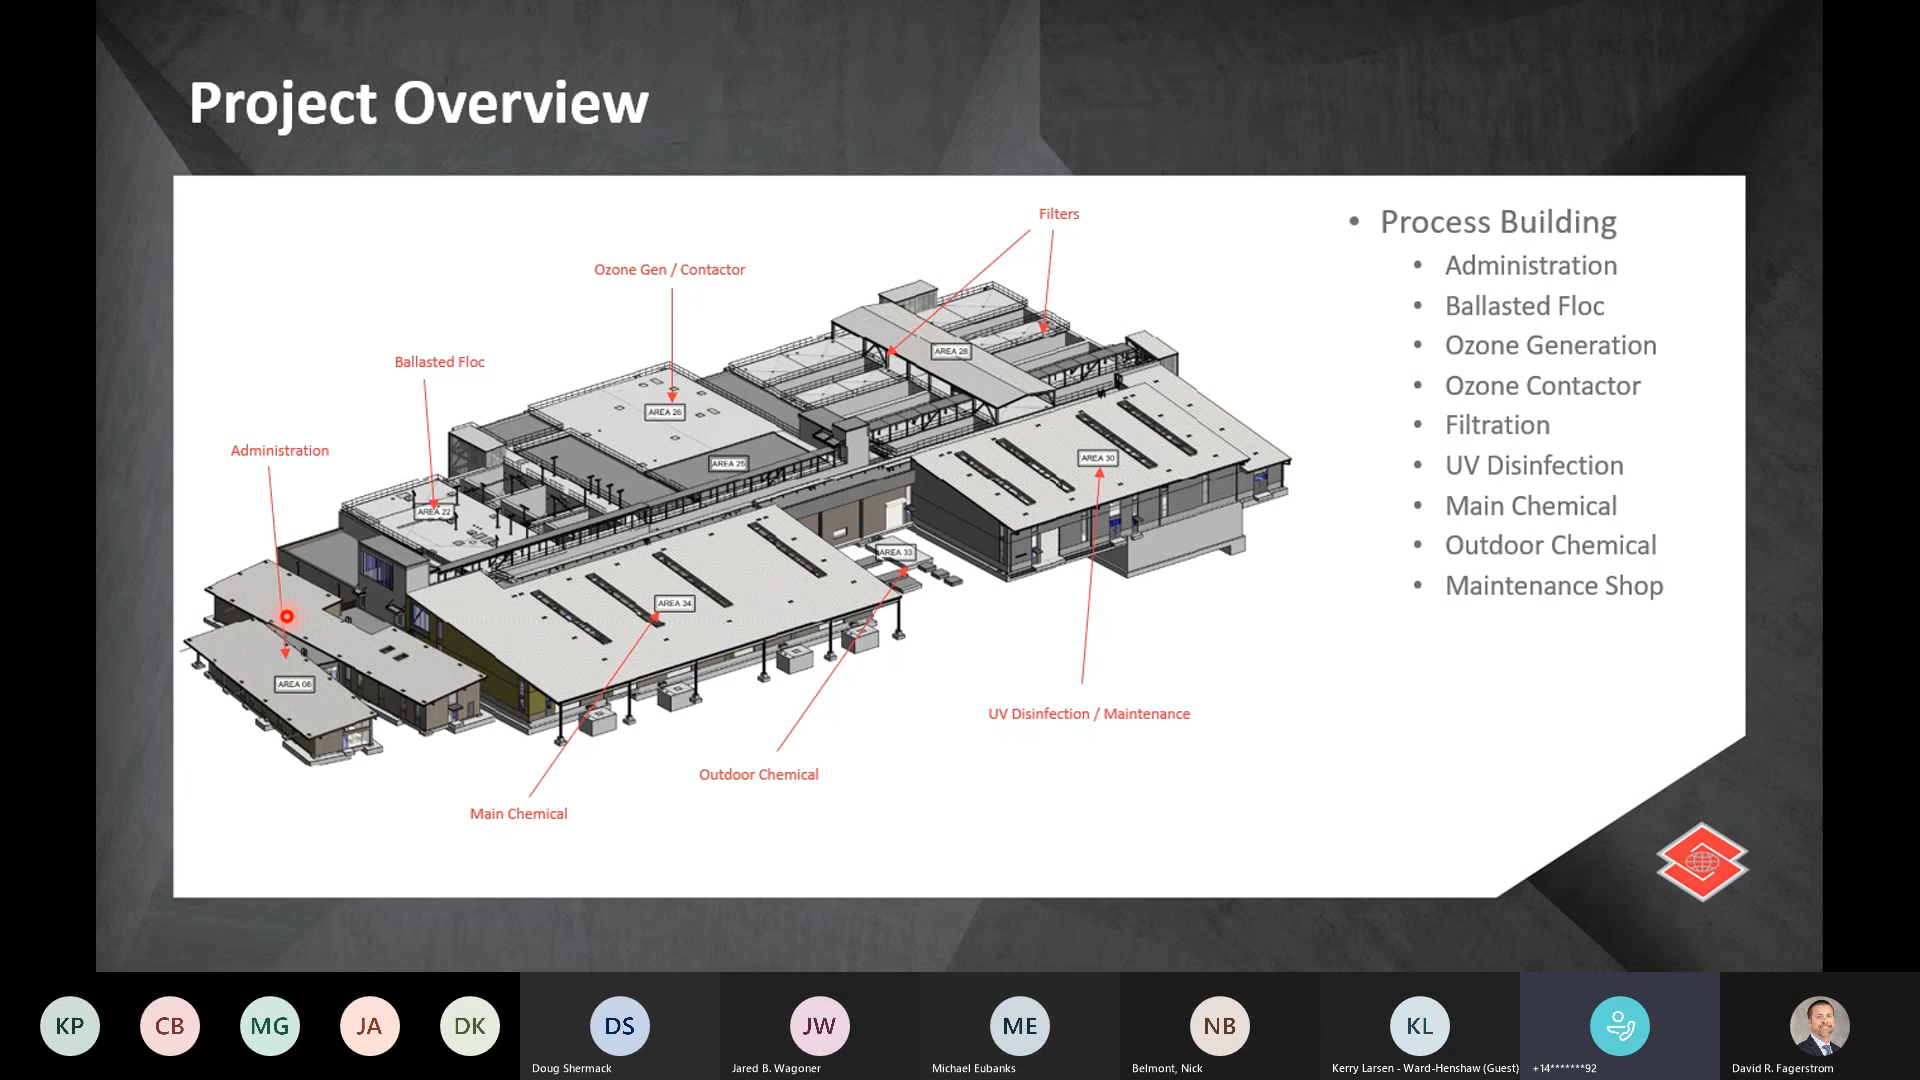 Project Overview
Filters
Ozone Gen / Contactor
Ballasted Floc
Administration
AREA 28
AREA 26
AREA 25
AREA 30
AREA 22
AREA 33
AREA 34
AREA 08
UV Disinfection / Maintenance
Outdoor Chemical
Main Chemical
• Process Building
• Administration
• Ballasted Floc
• Ozone Generation
• Ozone Contactor
• Filtration
• UV Disinfection
• Main Chemical
• Outdoor Chemical
• Maintenance Shop
KP
CB
MG
JA
DK
DS
JW
ME
NB
KL
Doug Shermack
Jared B. Wagoner
Michael Eubanks
Belmont, Nick
Kerry Larsen - Ward-Henshaw (Guest)
+14*******92
David R. Fagerstrom